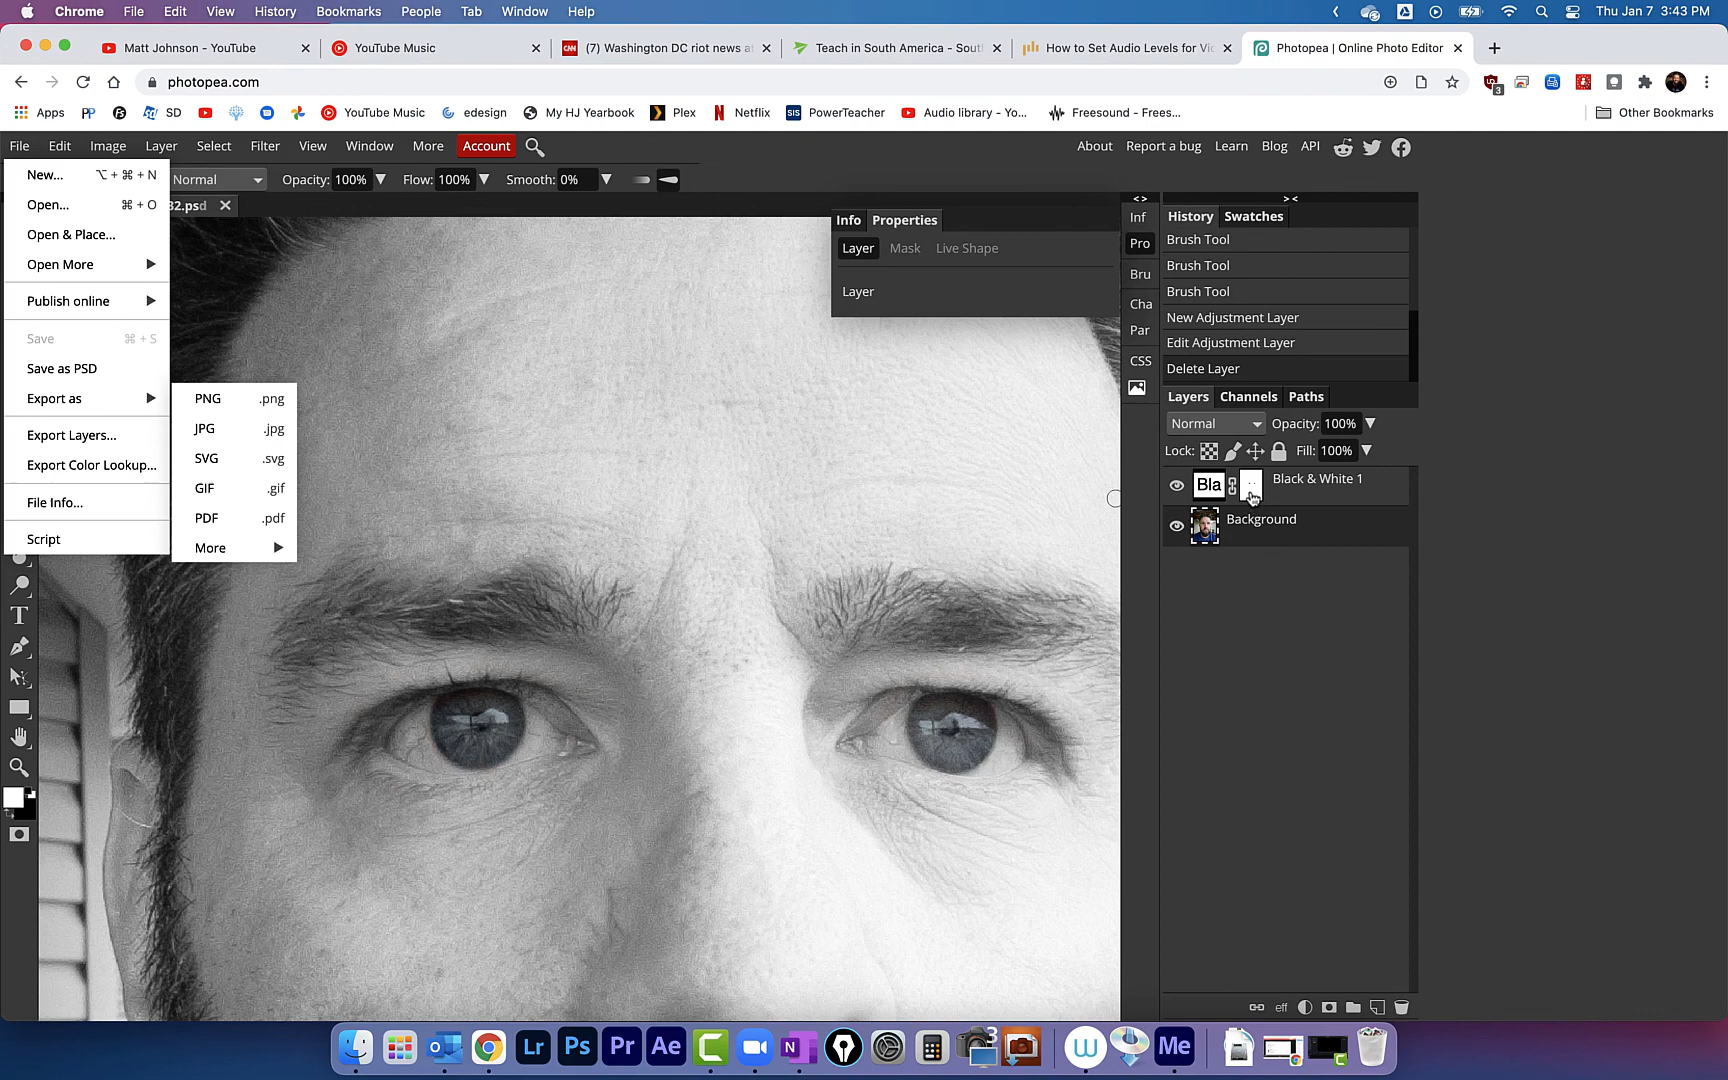 Chrome File Edit View History Bookmarks People Tab Window Help Thu Jan 7 3:43 PM
Matt Johnson - YouTube YouTube Music (7) Washington DC riot news a Teach in South America - Sout How to Set Audio Levels for Vi Photopea | Online Photo Editor
photopea.com 3
Apps SD YouTube Music edesign My HJ Yearbook Plex Netflix SIS PowerTeacher Audio library - Yo... Freesound - Frees... Other Bookmarks
File Edit Image Layer Select Filter View Window More Account About Report a bug Learn Blog API
New... ⌥ + ⌘ + N Normal Opacity: 100% Flow: 100% Smooth: 0%
Open... ⌘ + O 32.psd
Open & Place...
Open More
Publish online
Save ⌘ + S
Save as PSD
Export as
Export Layers...
Export Color Lookup...
File Info...
Script
PNG .png
JPG .jpg
SVG .svg
GIF .gif
PDF .pdf
More
Info Properties
Layer Mask Live Shape
Layer
Inf
Pro
Bru
Cha
Par
CSS
History Swatches
Brush Tool
Brush Tool
Brush Tool
New Adjustment Layer
Edit Adjustment Layer
Delete Layer
Layers Channels Paths
Normal Opacity: 100%
Lock: Fill: 100%
Bla Black & White 1
Background
eff
T
Lr Ps Pr Ae C N 3 W Me